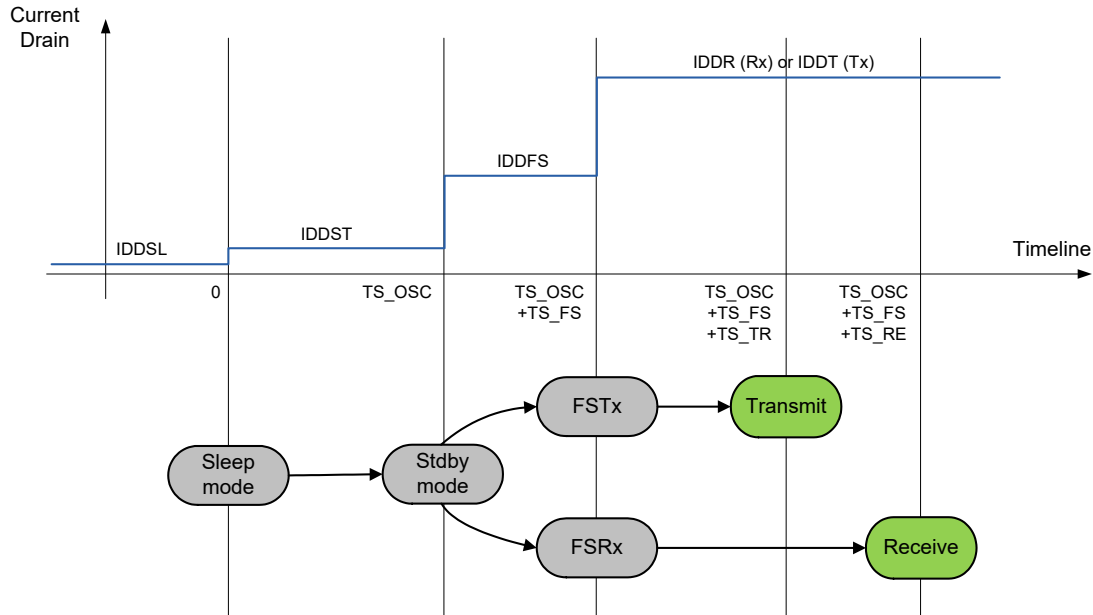 Current
Drain
IDDR (Rx) or IDDT (Tx)
IDDFS
IDDST
IDDSL
Timeline
0
TS_OSC
TS_OSC
+TS_FS
TS_OSC
+TS_FS
+TS_TR
TS_OSC
+TS_FS
+TS_RE
FSTx
Transmit
Sleep
mode
Stdby
mode
FSRx
Receive